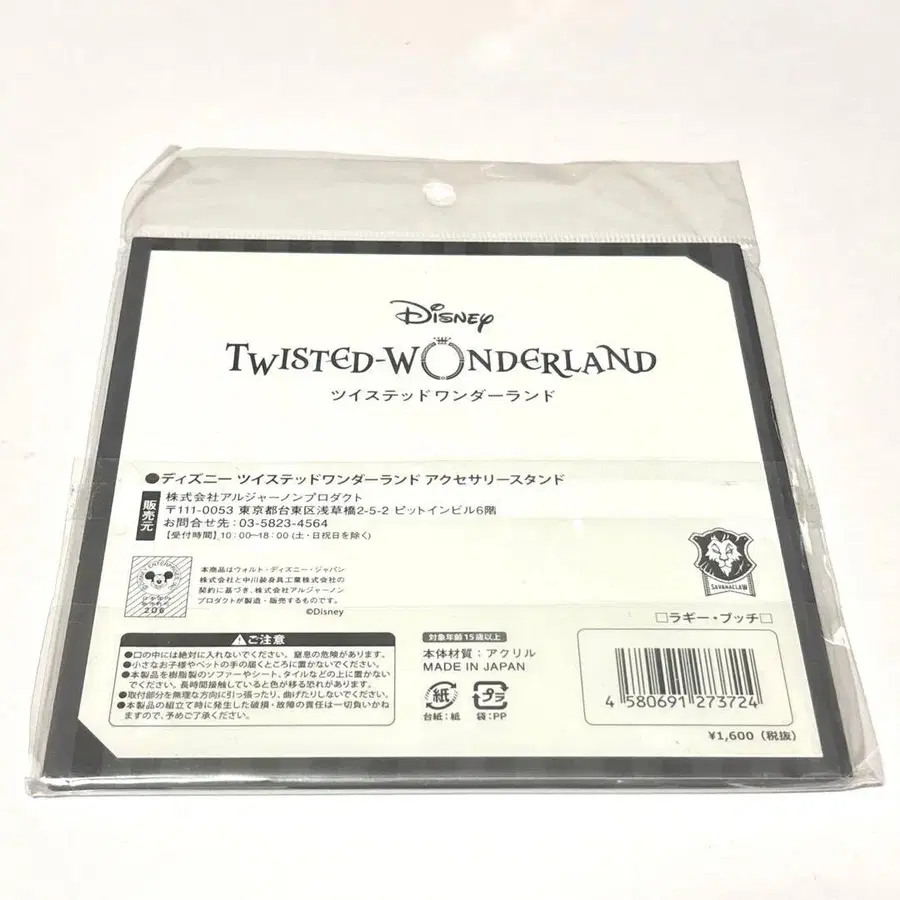 Disney
TWISTED-WONDERLAND
ツイステッドワンダーランド
●ディズニー ツイステッドワンダーランド アクセサリースタンド
販売元
株式会社アルジャーノンプロダクト
〒111-0053 東京都台東区浅草橋2-5-2 ビットインビル6階
お問合せ先:03-5823-4564
【受付時間】10:00~18:00 (土・日祝日を除く)
本商品はウォルト・ディズニー・ジャパン
株式会社と中川装身具工業株式会社の
契約に基づき、株式会社アルジャーノン
プロダクトが製造・販売するものです。
©Disney
206
SAVANACLAW
□ラギー・ブッチ□
⚠ご注意
●口の中には絶対に入れないでください。窒息の危険があります。
●小さなお子様やペットの手の届くところに置かないでください。
●本製品を樹脂製のソファーやシート、タイルなどの上に置かない
でください。長時間接触していると色が移る恐れがあります。
●取付部分を無理な方向に引っ張ったり、曲げたりしないでください。
●本製品の組立て時に発生した破損・故障の責任は一切負いかね
ますので、予めご了承ください。
対象年齢15歳以上
本体材質:アクリル
MADE IN JAPAN
紙 プラ
台紙:紙 袋:PP
4 580691 273724
¥1,600(税抜)